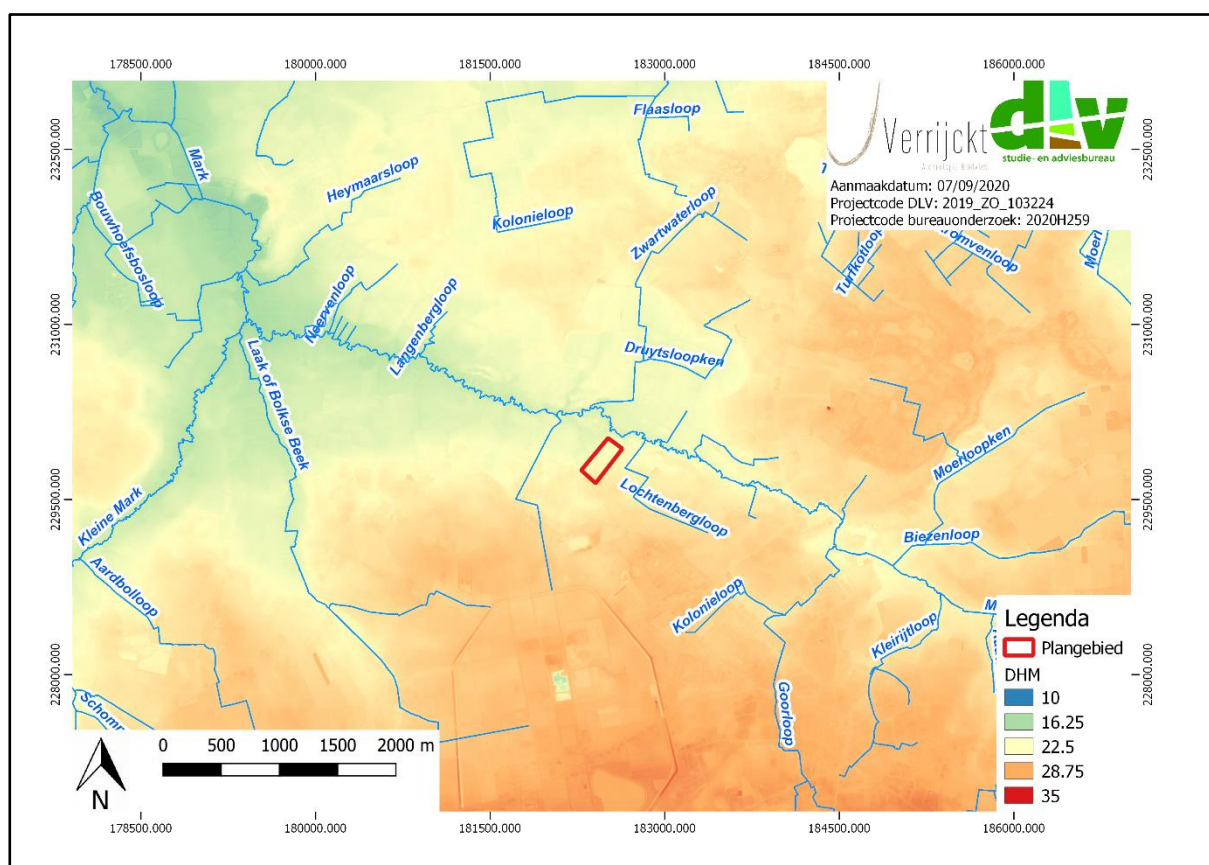 178500.000 180000.000 181500.000 183000.000 184500.000 186000.000
232500.000
231000.000
229500.000
228000.000
Verrijckt
dLv
studie- en adviesbureau
Aanmaakdatum: 07/09/2020
Projectcode DLV: 2019_ZO_103224
Projectcode bureauonderzoek: 2020H259
232500.000
231000.000
229500.000
228000.000
Flaasloop
Mark
Heymaarsloop
Kolonieloop
Zwartwaterloop
Bouwhoefsbosloop
Turfkotloop
Neervenloop
Langenbergloop
Druytsloopken
Laak of Bolkse Beek
Moerloopken
Kleine Mark
Lochtenbergloop
Biezenloop
Aardbolloop
Kolonieloop
Kleirijtloop
Goorloop
Legenda
Plangebied
DHM
10
16.25
22.5
28.75
35
0 500 1000 1500 2000 m
N
178500.000 180000.000 181500.000 183000.000 184500.000 186000.000